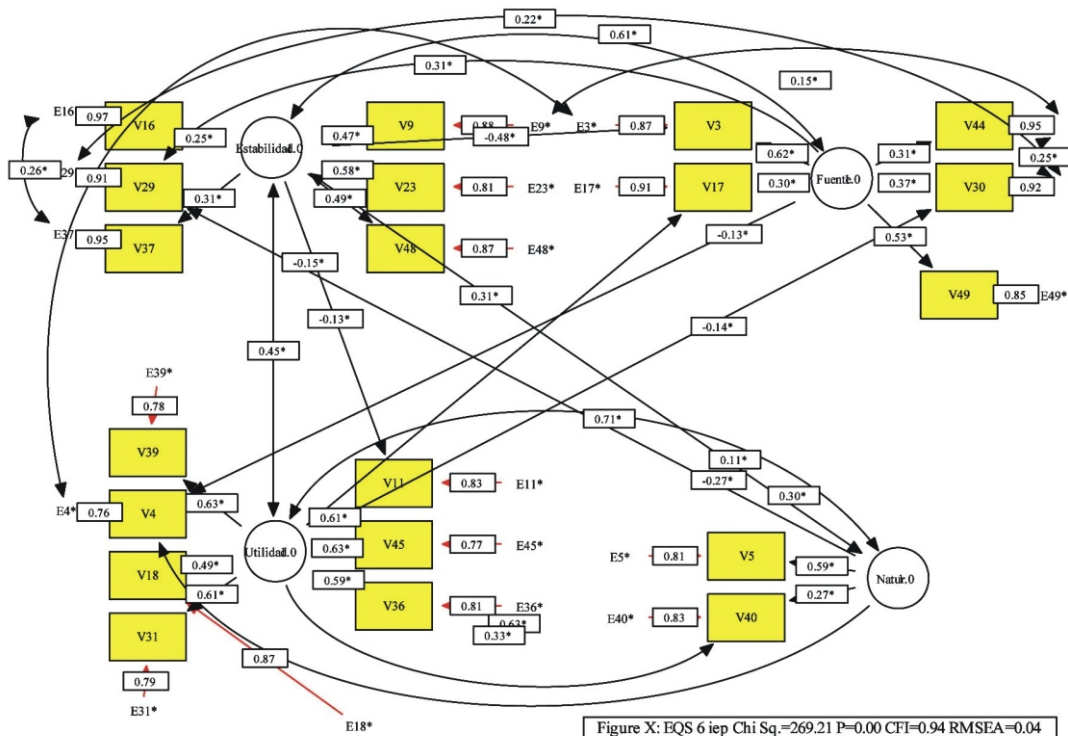 0.22*
0.61*
0.31*
0.15*
E16
0.97
V16
0.25*
Estabilidad1.0
0.47*
V9
0.88
E9*
-0.48*
E3*
0.87
V3
0.62*
Fuente1.0
0.31*
V44
0.95
0.25*
0.26*
29
0.91
V29
0.31*
0.58*
0.49*
V23
0.81
E23*
E17*
0.91
V17
0.30*
0.37*
V30
0.92
E37
0.95
V37
V48
0.87
E48*
-0.13*
0.53*
-0.15*
0.31*
V49
0.85
E49*
-0.13*
-0.14*
0.45*
E39*
0.78
0.71*
V39
0.11*
V11
0.83
E11*
-0.27*
0.30*
E4*
0.76
V4
0.63*
0.61*
Utilidad1.0
0.63*
V45
0.77
E45*
E5*
0.81
V5
0.59*
Natur1.0
V18
0.49*
0.61*
0.59*
V36
0.81
E36*
0.63*
0.33*
E40*
0.83
V40
0.27*
V31
0.87
0.79
E31*
E18*
Figure X: EQS 6 iep Chi Sq.=269.21 P=0.00 CFI=0.94 RMSEA=0.04